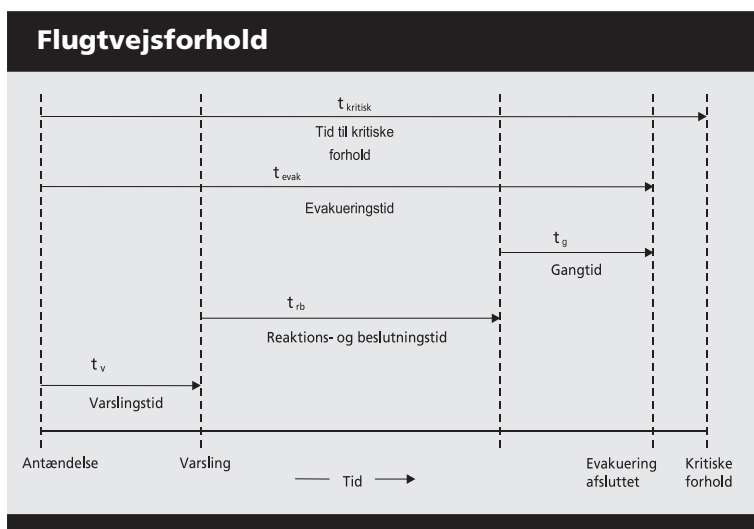 Flugtvejsforhold
t kritisk
Tid til kritiske
forhold
t evak
Evakueringstid
t g
Gangtid
t rb
Reaktions- og beslutningstid
t v
Varslingstid
Antændelse
Varsling
Tid
Evakuering
afsluttet
Kritiske
forhold